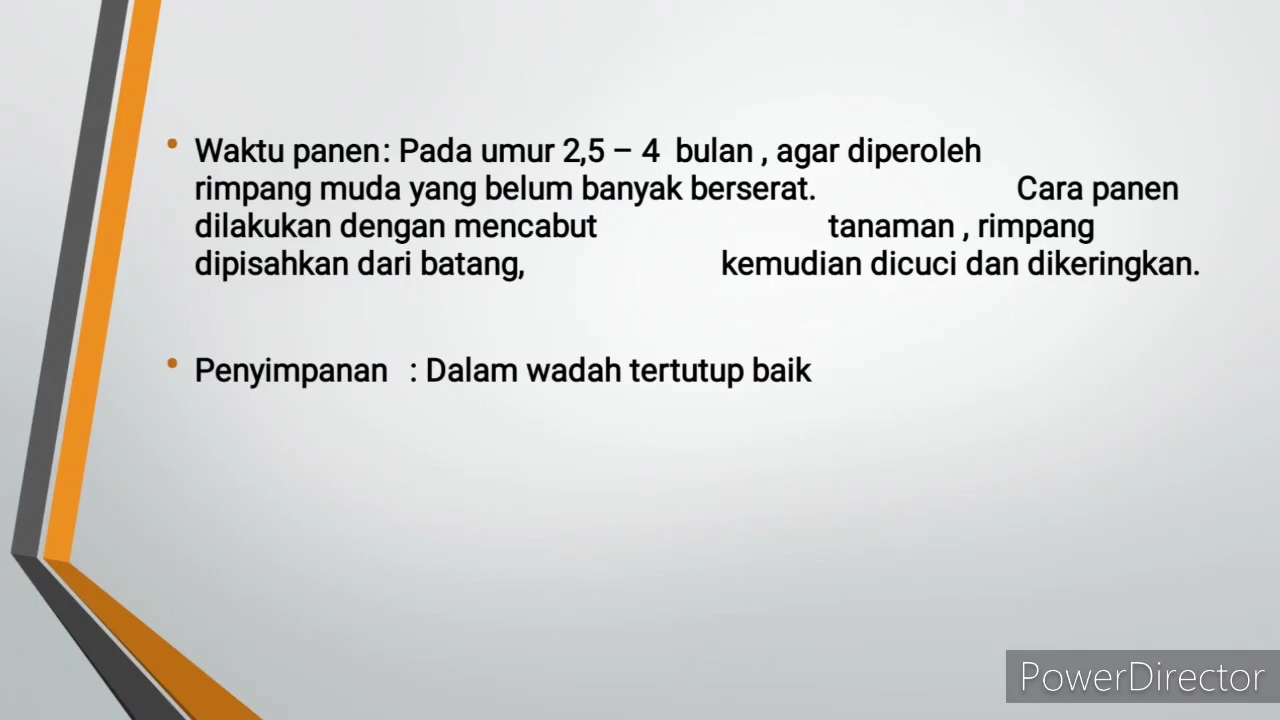 • Waktu panen: Pada umur 2,5 – 4 bulan , agar diperoleh
rimpang muda yang belum banyak berserat. Cara panen
dilakukan dengan mencabut tanaman , rimpang
dipisahkan dari batang, kemudian dicuci dan dikeringkan.
• Penyimpanan : Dalam wadah tertutup baik
PowerDirector